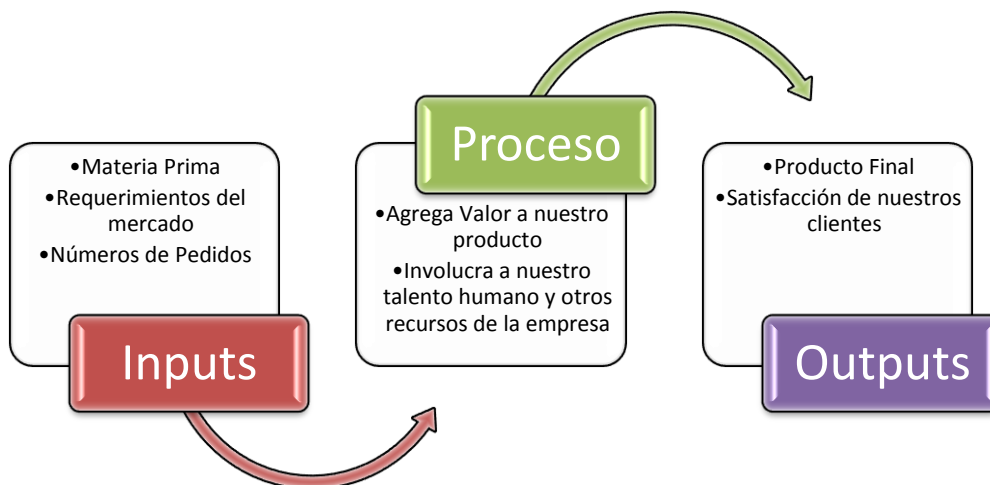 •Materia Prima
•Requerimientos del
mercado
•Números de Pedidos
Inputs
Proceso
•Agrega Valor a nuestro
producto
•Involucra a nuestro
talento humano y otros
recursos de la empresa
•Producto Final
•Satisfacción de nuestros
clientes
Outputs